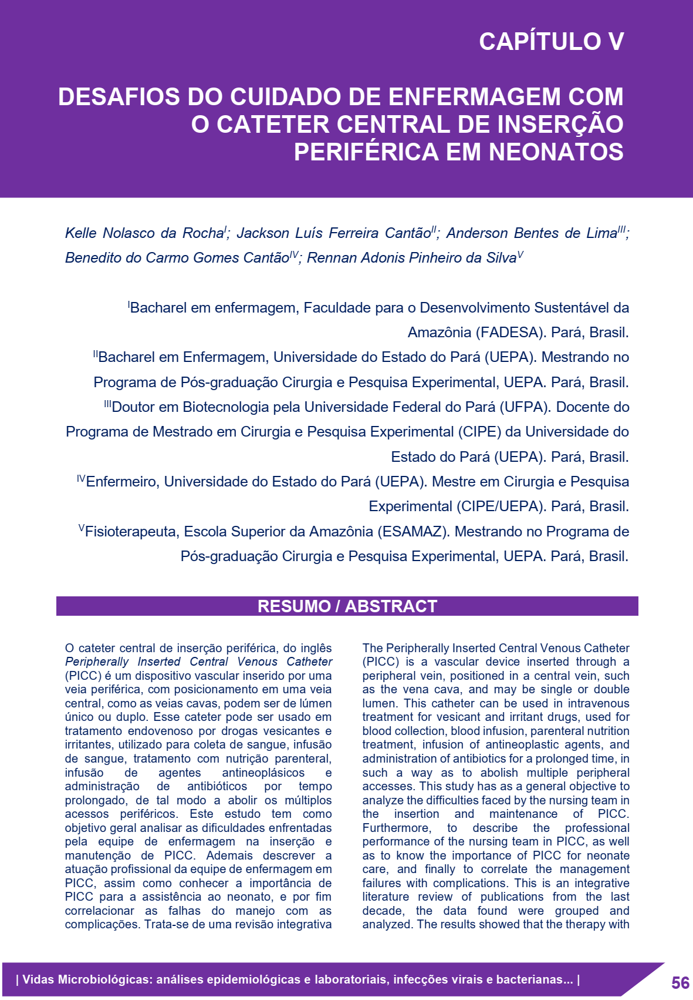 CAPÍTULO V
DESAFIOS DO CUIDADO DE ENFERMAGEM COM
O CATETER CENTRAL DE INSERÇÃO
PERIFÉRICA EM NEONATOS
Kelle Nolasco da Rocha^I; Jackson Luís Ferreira Cantão^II; Anderson Bentes de Lima^III;
Benedito do Carmo Gomes Cantão^IV; Rennan Adonis Pinheiro da Silva^V
^IBacharel em enfermagem, Faculdade para o Desenvolvimento Sustentável da
Amazônia (FADESA). Pará, Brasil.
^IIBacharel em Enfermagem, Universidade do Estado do Pará (UEPA). Mestrando no
Programa de Pós-graduação Cirurgia e Pesquisa Experimental, UEPA. Pará, Brasil.
^IIIDoutor em Biotecnologia pela Universidade Federal do Pará (UFPA). Docente do
Programa de Mestrado em Cirurgia e Pesquisa Experimental (CIPE) da Universidade do
Estado do Pará (UEPA). Pará, Brasil.
^IVEnfermeiro, Universidade do Estado do Pará (UEPA). Mestre em Cirurgia e Pesquisa
Experimental (CIPE/UEPA). Pará, Brasil.
^VFisioterapeuta, Escola Superior da Amazônia (ESAMAZ). Mestrando no Programa de
Pós-graduação Cirurgia e Pesquisa Experimental, UEPA. Pará, Brasil.
RESUMO / ABSTRACT
O cateter central de inserção periférica, do inglês
Peripherally Inserted Central Venous Catheter
(PICC) é um dispositivo vascular inserido por uma
veia periférica, com posicionamento em uma veia
central, como as veias cavas, podem ser de lúmen
único ou duplo. Esse cateter pode ser usado em
tratamento endovenoso por drogas vesicantes e
irritantes, utilizado para coleta de sangue, infusão
de sangue, tratamento com nutrição parenteral,
infusão de agentes antineoplásicos e
administração de antibióticos por tempo
prolongado, de tal modo a abolir os múltiplos
acessos periféricos. Este estudo tem como
objetivo geral analisar as dificuldades enfrentadas
pela equipe de enfermagem na inserção e
manutenção de PICC. Ademais descrever a
atuação profissional da equipe de enfermagem em
PICC, assim como conhecer a importância de
PICC para a assistência ao neonato, e por fim
correlacionar as falhas do manejo com as
complicações. Trata-se de uma revisão integrativa
The Peripherally Inserted Central Venous Catheter
(PICC) is a vascular device inserted through a
peripheral vein, positioned in a central vein, such
as the vena cava, and may be single or double
lumen. This catheter can be used in intravenous
treatment for vesicant and irritant drugs, used for
blood collection, blood infusion, parenteral nutrition
treatment, infusion of antineoplastic agents, and
administration of antibiotics for a prolonged time, in
such a way as to abolish multiple peripheral
accesses. This study has as a general objective to
analyze the difficulties faced by the nursing team in
the insertion and maintenance of PICC.
Furthermore, to describe the professional
performance of the nursing team in PICC, as well
as to know the importance of PICC for neonate
care, and finally to correlate the management
failures with complications. This is an integrative
literature review of publications from the last
decade, the data found were grouped and
analyzed. The results showed that the therapy with
| Vidas Microbiológicas: análises epidemiológicas e laboratoriais, infecções virais e bacterianas... |
56